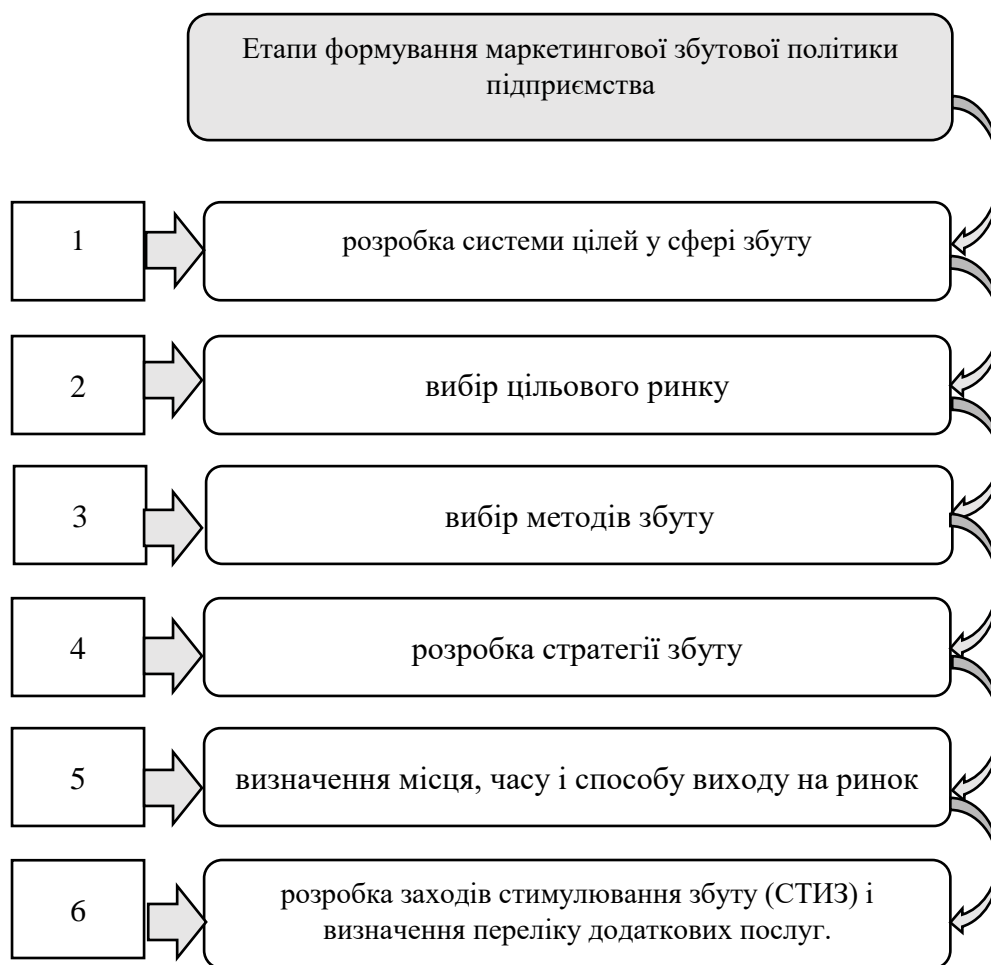 Етапи формування маркетингової збутової політики
підприємства
1
розробка системи цілей у сфері збуту
2
вибір цільового ринку
3
вибір методів збуту
4
розробка стратегії збуту
5
визначення місця, часу і способу виходу на ринок
6
розробка заходів стимулювання збуту (СТИЗ) і
визначення переліку додаткових послуг.